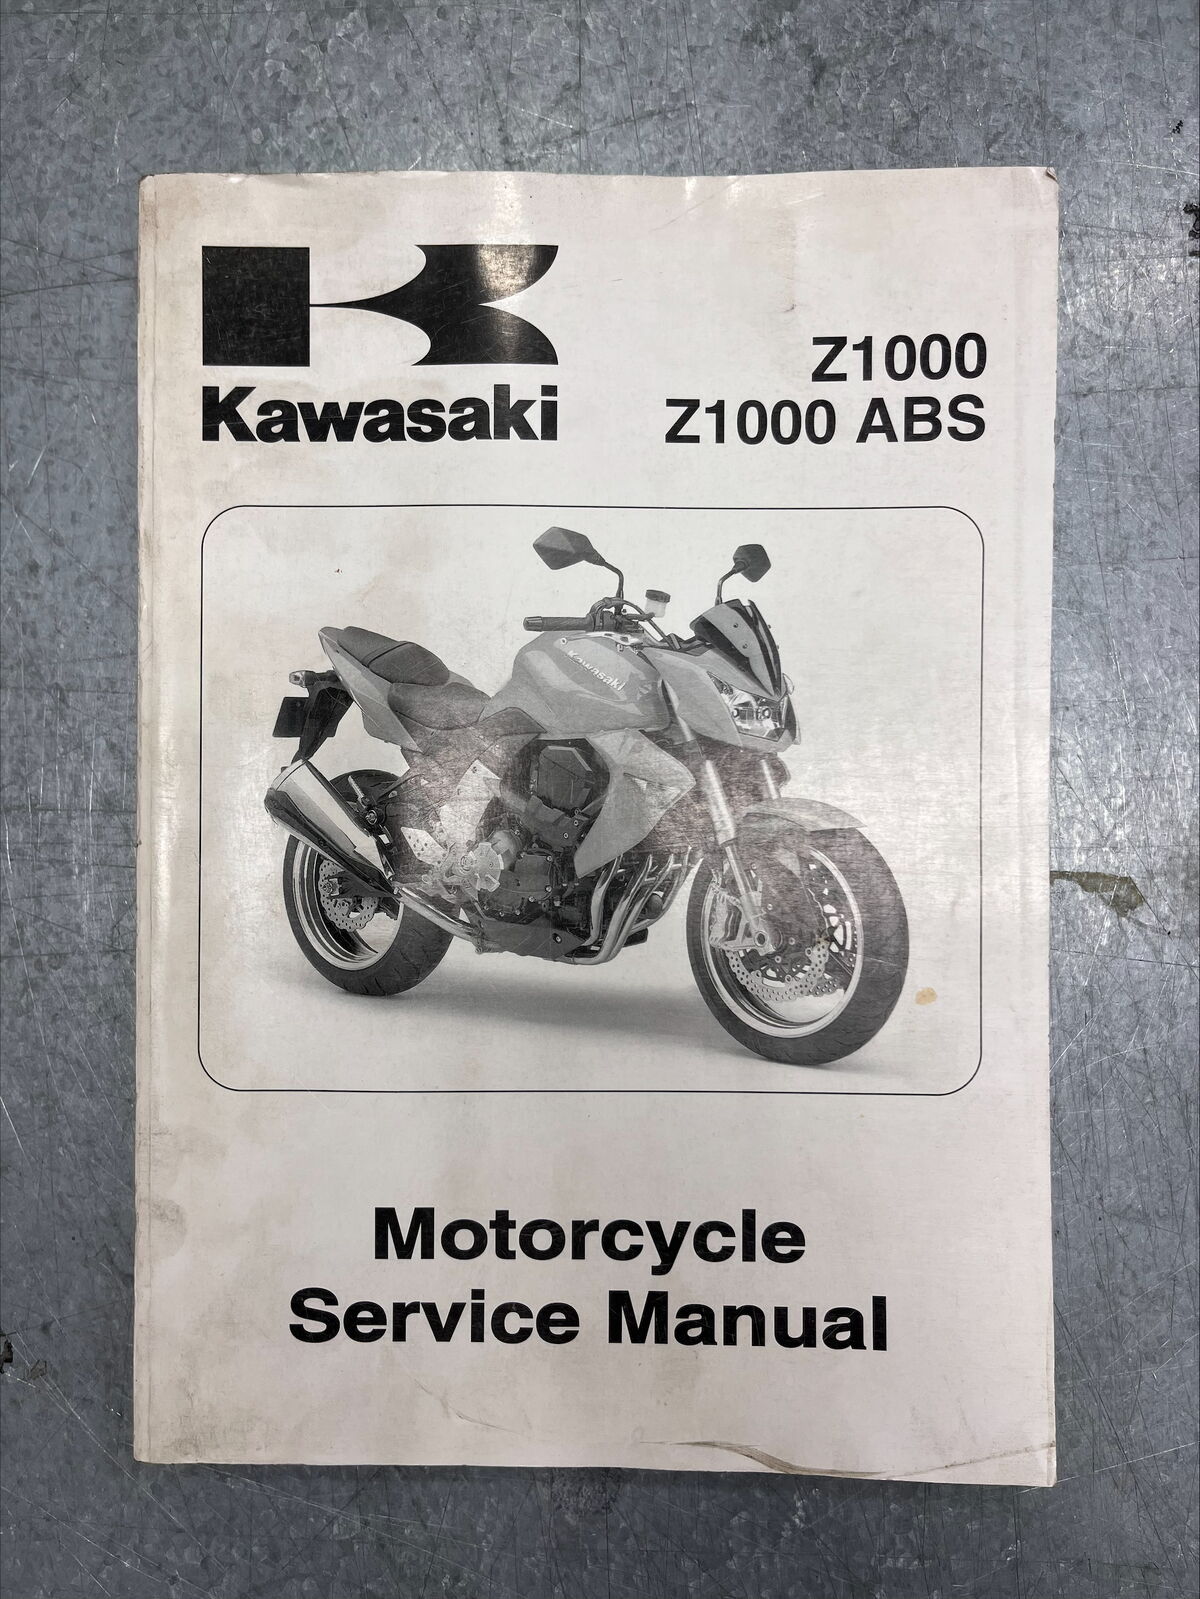 Kawasaki
Z1000
Z1000 ABS
Kawasaki
Motorcycle
Service Manual